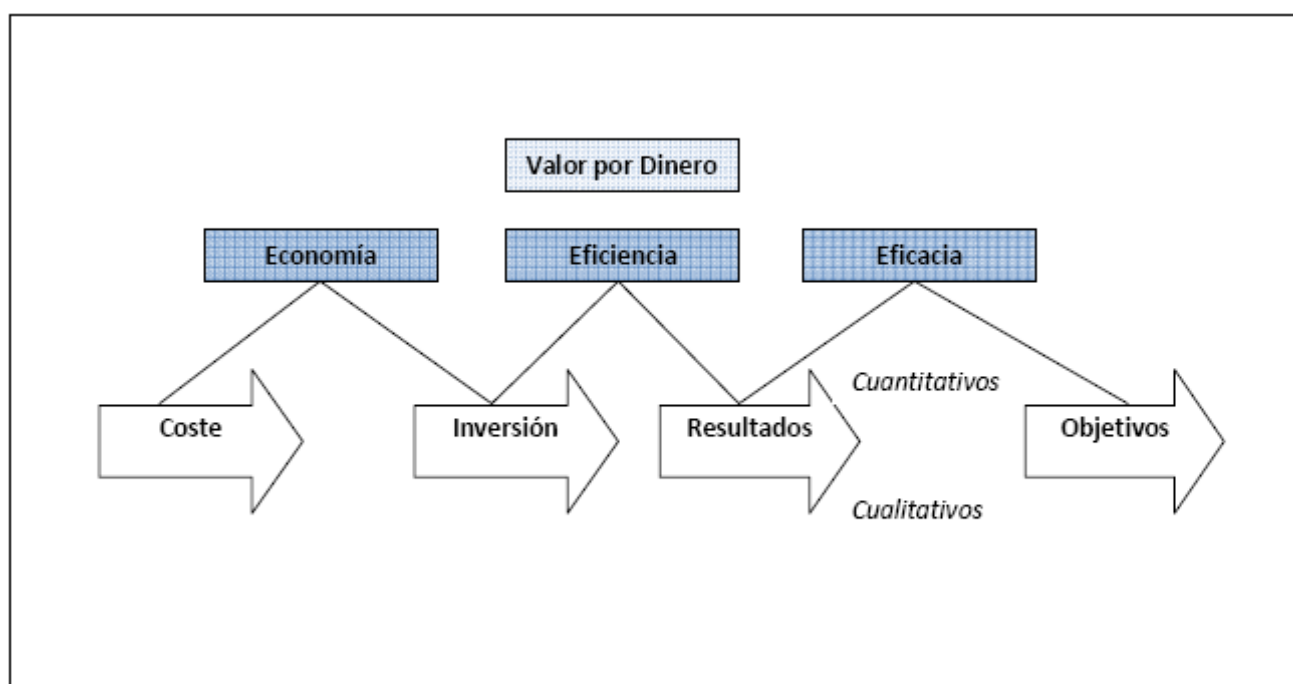 Valor por Dinero
Economía
Eficiencia
Eficacia
Cuantitativos
Coste
Inversión
Resultados
Objetivos
Cualitativos